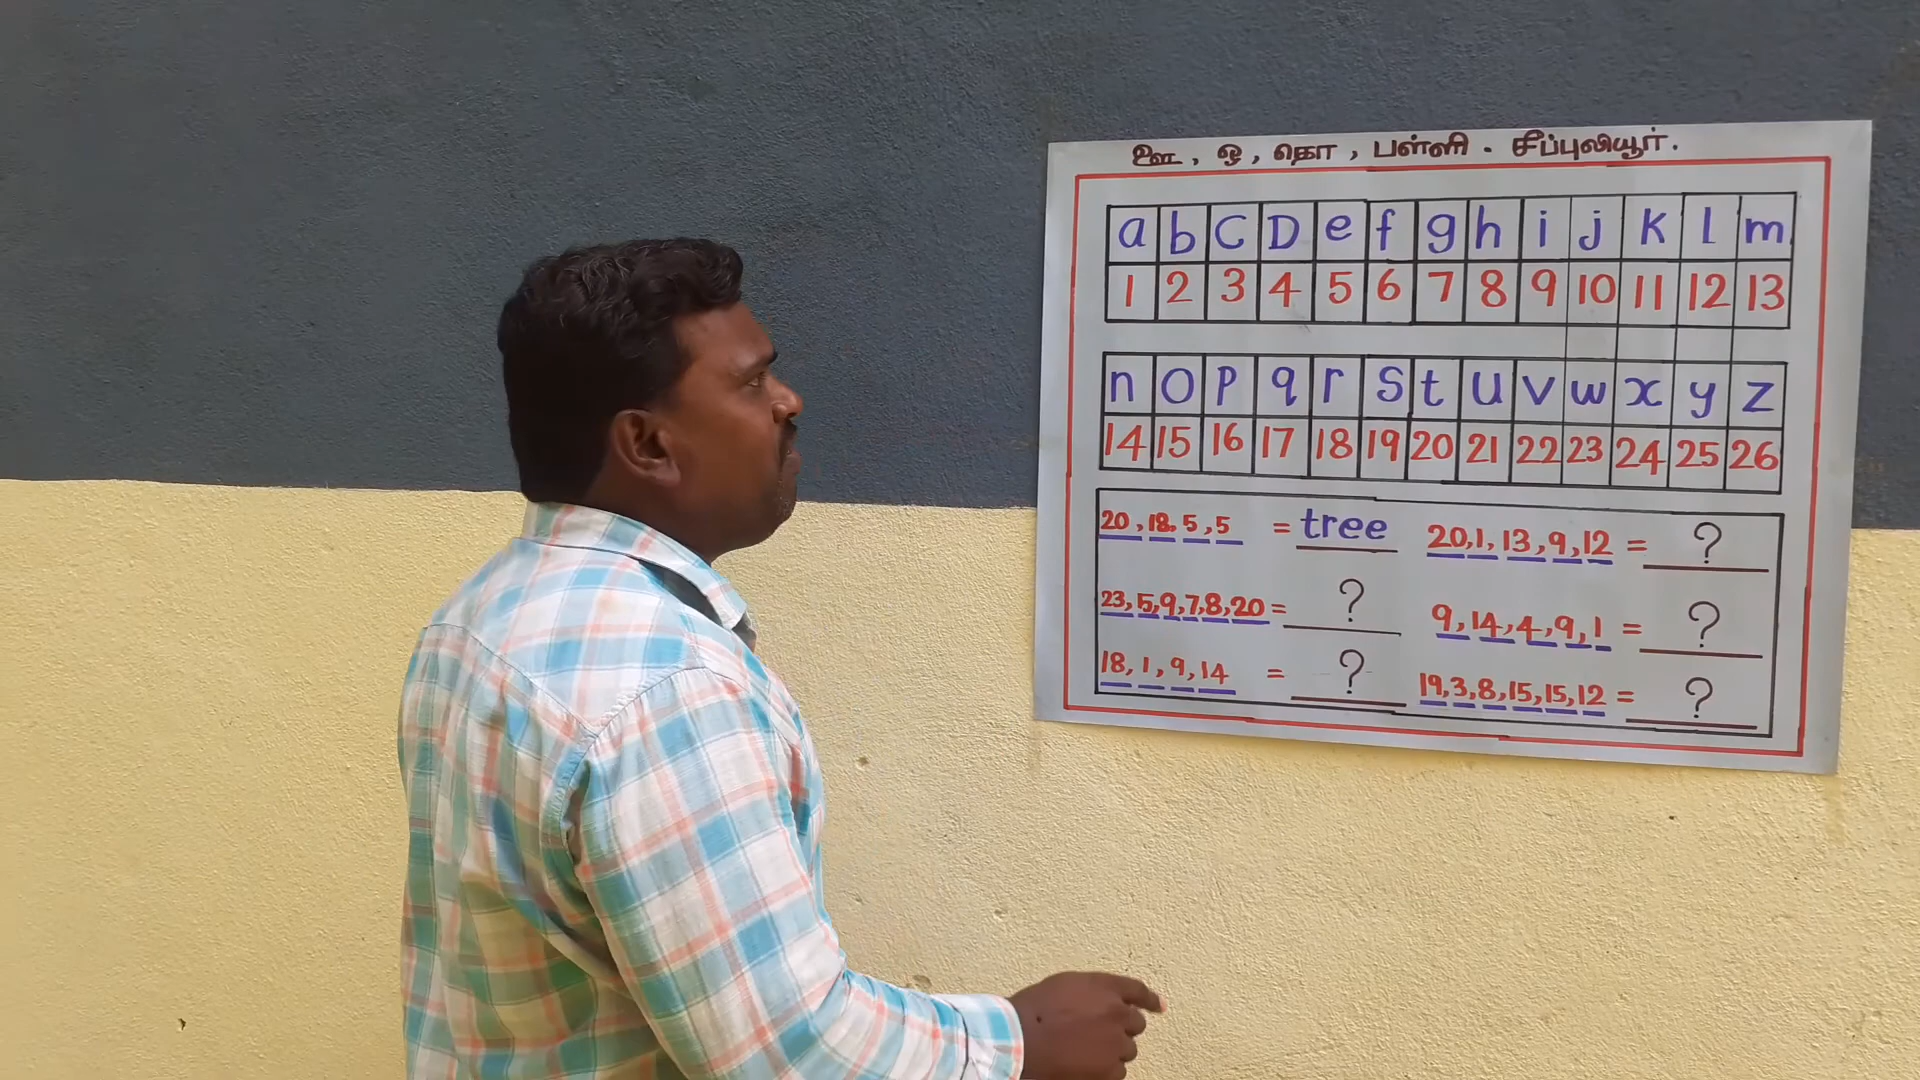 ஊ, ஒ, தொ, பள்ளி. சீப்புலியூர்.
a b C D e f g h i j k l m
1 2 3 4 5 6 7 8 9 10 11 12 13
n o p q r s t u v w x y z
14 15 16 17 18 19 20 21 22 23 24 25 26
20, 18, 5, 5 = tree
20, 1, 13, 9, 12 = ?
23, 5, 9, 7, 8, 20 = ?
9, 14, 4, 9, 1 = ?
18, 1, 9, 14 = ?
19, 3, 8, 15, 15, 12 = ?